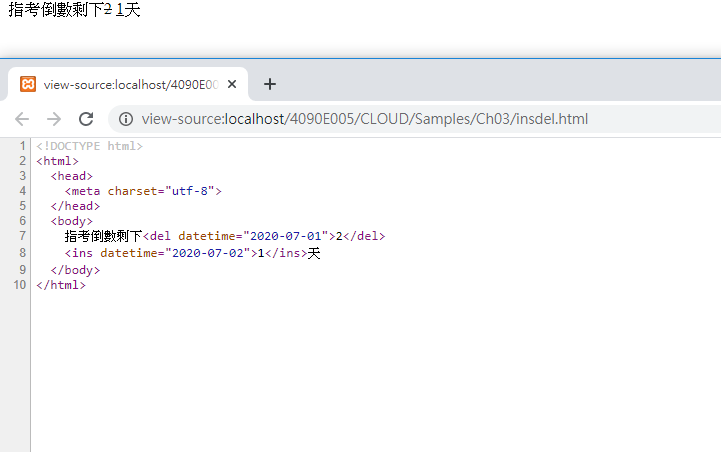 指考倒數剩下2 1天
view-source:localhost/4090E00
view-source:localhost/4090E005/CLOUD/Samples/Ch03/insdel.html
1 <!DOCTYPE html>
2 <html>
3 <head>
4 <meta charset="utf-8">
5 </head>
6 <body>
7 指考倒數剩下<del datetime="2020-07-01">2</del>
8 <ins datetime="2020-07-02">1</ins>天
9 </body>
10 </html>